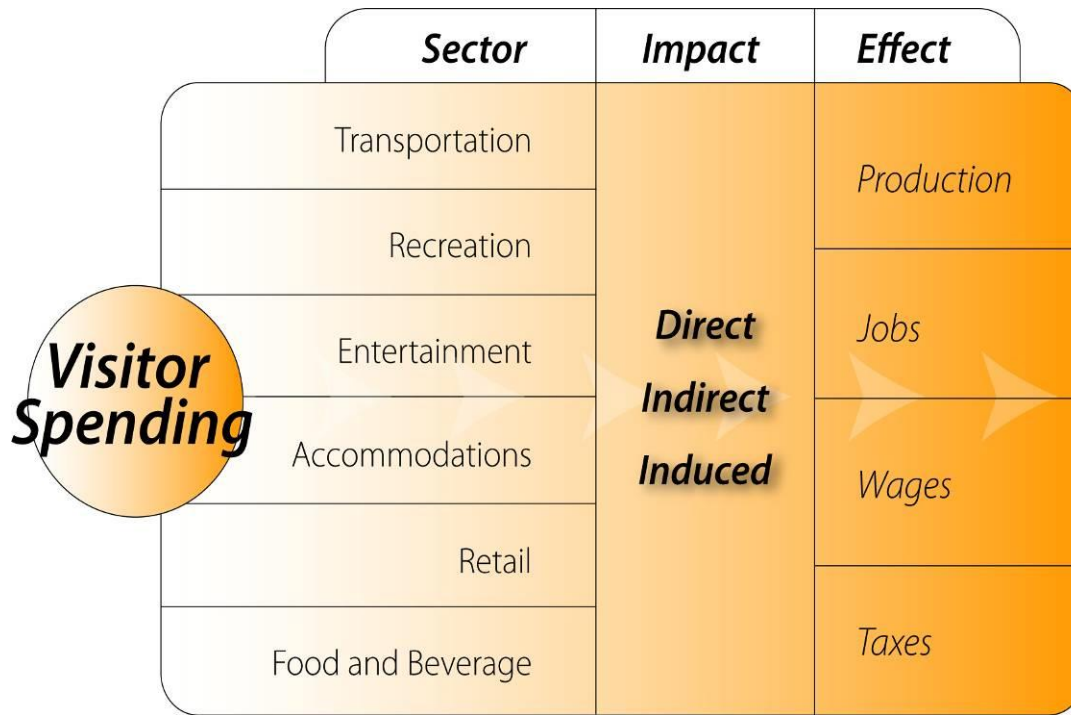 Sector
Impact
Effect
Visitor
Spending
Transportation
Recreation
Entertainment
Accommodations
Retail
Food and Beverage
Direct
Indirect
Induced
Production
Jobs
Wages
Taxes